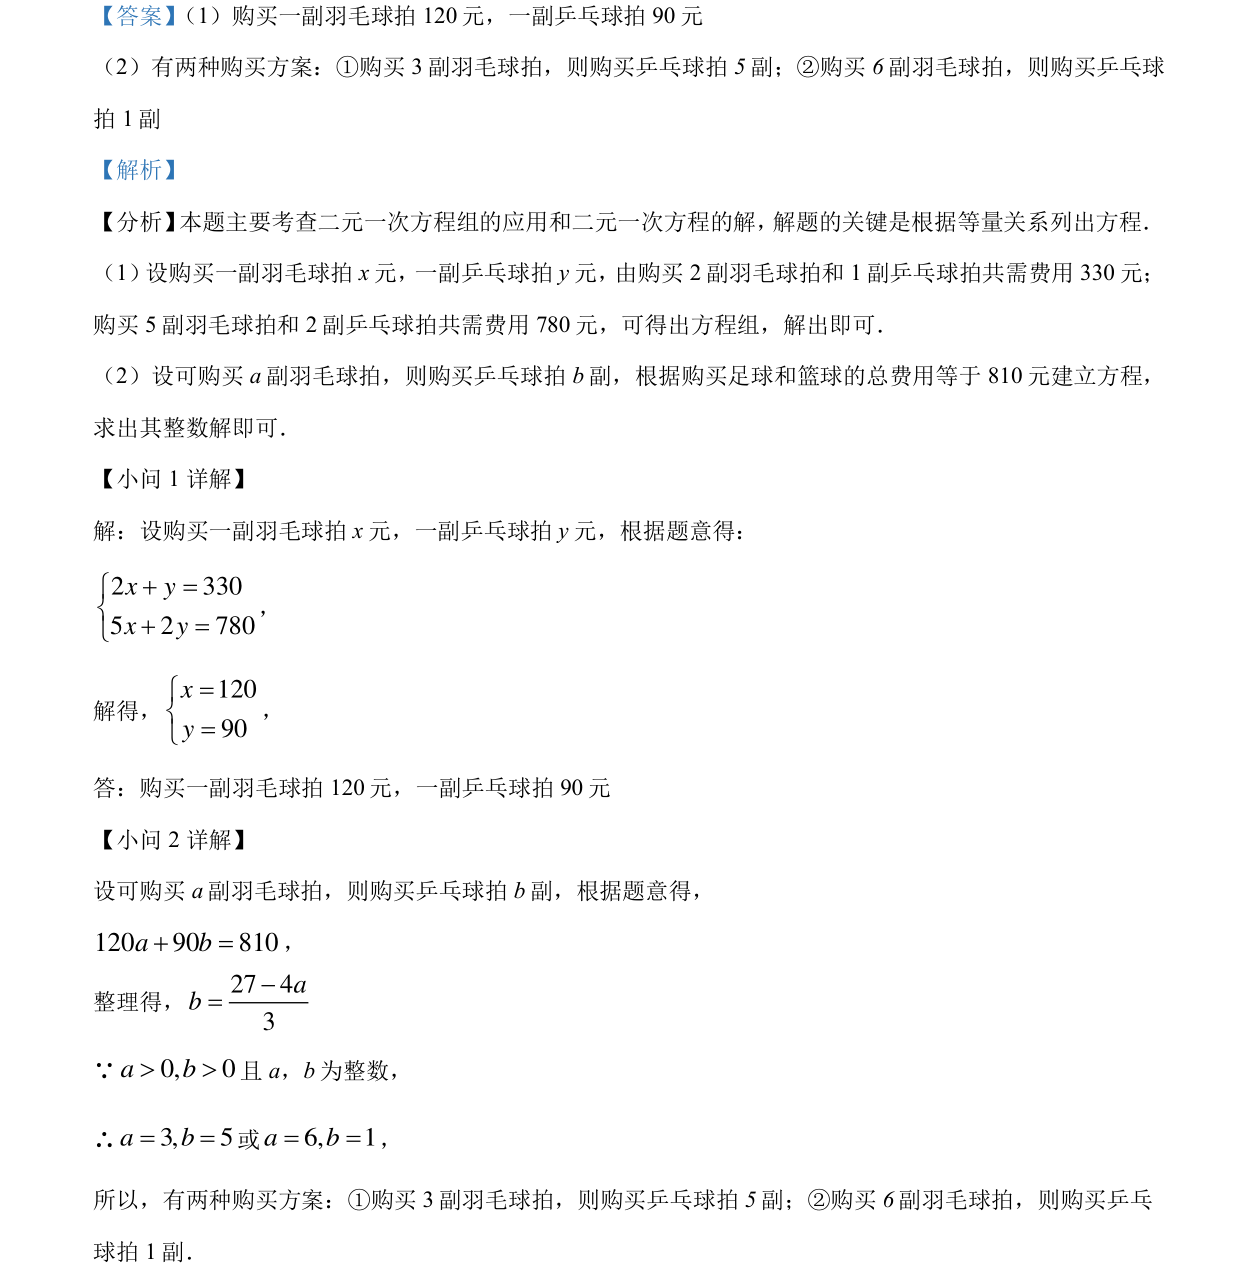 【答案】（1）购买一副羽毛球拍 120 元，一副乒乓球拍 90 元
（2）有两种购买方案：①购买 3 副羽毛球拍，则购买乒乓球拍 5 副；②购买 6 副羽毛球拍，则购买乒乓球
拍 1 副
【解析】
【分析】本题主要考查二元一次方程组的应用和二元一次方程的解，解题的关键是根据等量关系列出方程．
（1）设购买一副羽毛球拍 x 元，一副乒乓球拍 y 元，由购买 2 副羽毛球拍和 1 副乒乓球拍共需费用 330 元；
购买 5 副羽毛球拍和 2 副乒乓球拍共需费用 780 元，可得出方程组，解出即可．
（2）设可购买 a 副羽毛球拍，则购买乒乓球拍 b 副，根据购买足球和篮球的总费用等于 810 元建立方程，
求出其整数解即可．
【小问 1 详解】
解：设购买一副羽毛球拍 x 元，一副乒乓球拍 y 元，根据题意得：
{2x + y = 330
5x + 2y = 780，
解得，{x = 120
y = 90，
答：购买一副羽毛球拍 120 元，一副乒乓球拍 90 元
【小问 2 详解】
设可购买 a 副羽毛球拍，则购买乒乓球拍 b 副，根据题意得，
120a + 90b = 810，
整理得，b = (27 − 4a)/3
∵ a > 0, b > 0 且 a，b 为整数，
∴ a = 3, b = 5 或 a = 6, b = 1，
所以，有两种购买方案：①购买 3 副羽毛球拍，则购买乒乓球拍 5 副；②购买 6 副羽毛球拍，则购买乒乓
球拍 1 副．